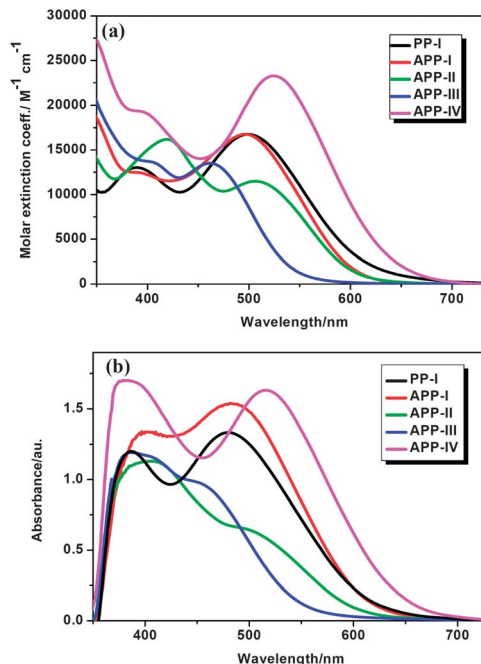 (a)
PP-I
APP-I
APP-II
APP-III
APP-IV
Molar extinction coeff./ M⁻¹ cm⁻¹
30000
25000
20000
15000
10000
5000
0
400 500 600 700
Wavelength/nm
(b)
PP-I
APP-I
APP-II
APP-III
APP-IV
Absorbance/au.
1.5
1.0
0.5
0.0
400 500 600 700
Wavelength/nm